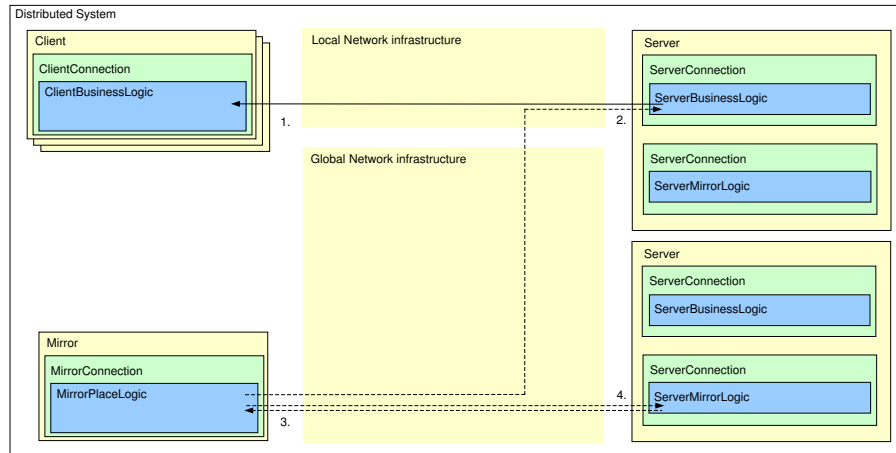 Distributed System
Client
ClientConnection
ClientBusinessLogic
Local Network infrastructure
Server
ServerConnection
ServerBusinessLogic
1.
2.
Global Network infrastructure
ServerConnection
ServerMirrorLogic
Server
ServerConnection
ServerBusinessLogic
Mirror
MirrorConnection
MirrorPlaceLogic
ServerConnection
ServerMirrorLogic
3.
4.